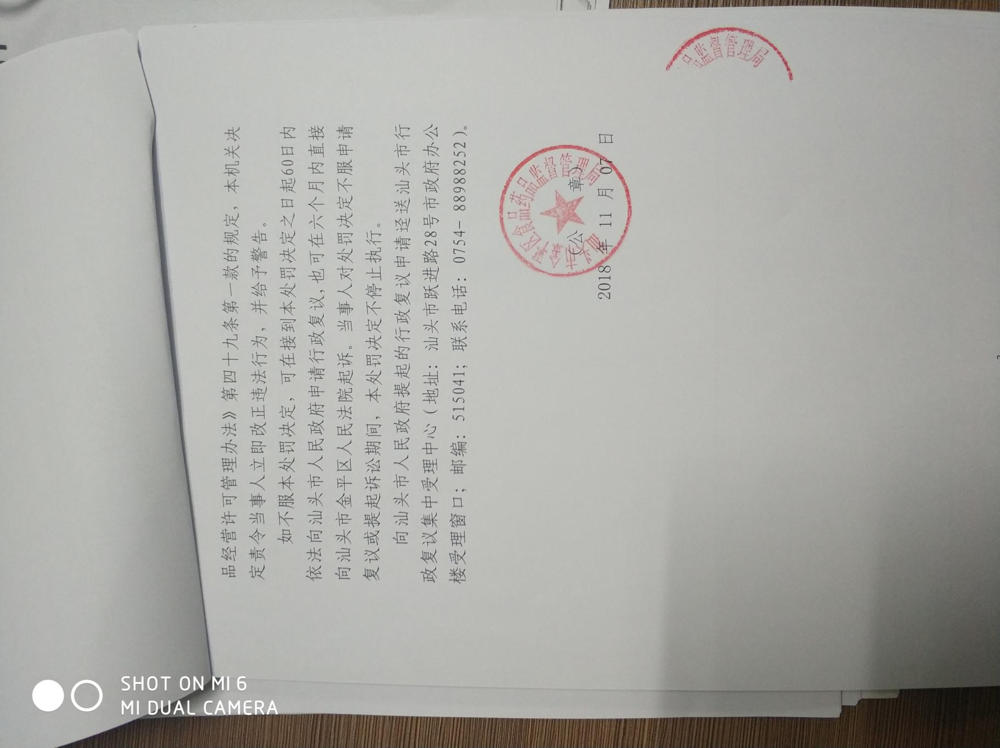 品经营许可管理办法》第四十九条第一款的规定，本机关决
定责令当事人立即改正违法行为，并给予警告。
如不服本处罚决定，可在接到本处罚决定之日起60日内
依法向汕头市人民政府申请行政复议，也可在六个月内直接
向汕头市金平区人民法院起诉。当事人对处罚决定不服申请
复议或提起诉讼期间，本处罚决定不停止执行。
向汕头市人民政府提起的行政复议申请迳送汕头市行
政复议集中受理中心（地址：汕头市跃进路28号市政府办公
楼受理窗口；邮编：515041；联系电话：0754-88988252）。
汕头市金平区食品药品监督管理局
（公 章）
2018 年 11 月 07 日
品监督管理局
SHOT ON MI 6
MI DUAL CAMERA